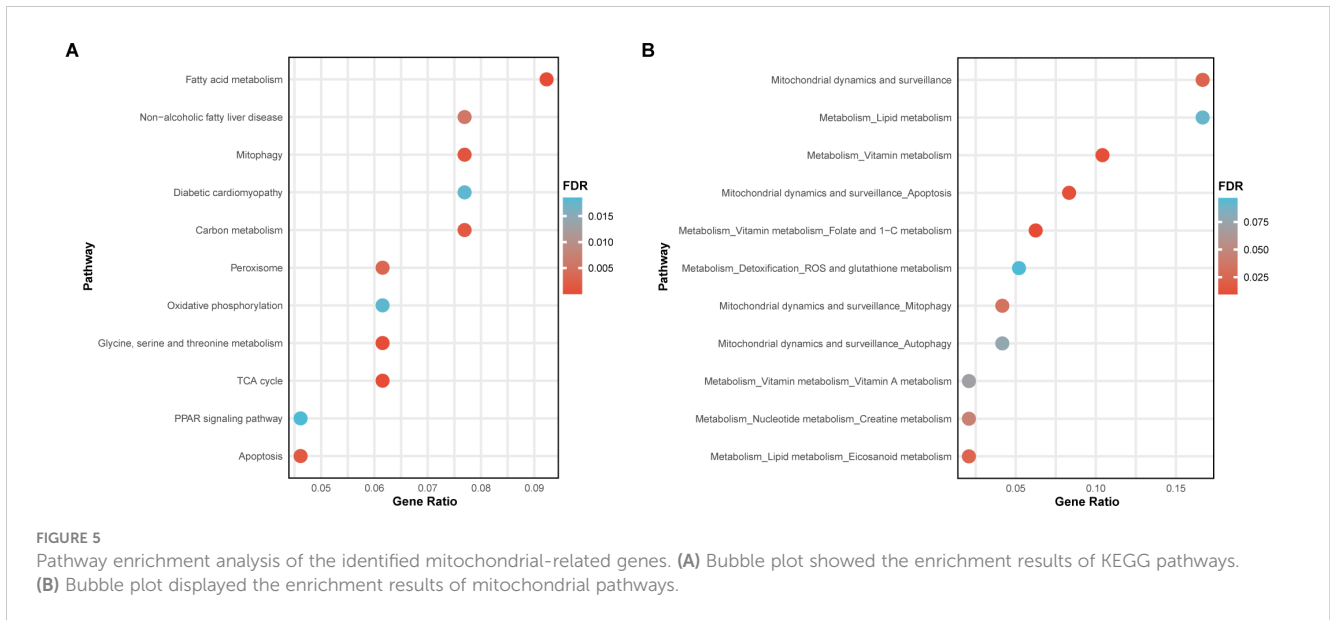 A
Fatty acid metabolism
Non−alcoholic fatty liver disease
Mitophagy
Diabetic cardiomyopathy
Carbon metabolism
Peroxisome
Oxidative phosphorylation
Glycine, serine and threonine metabolism
TCA cycle
PPAR signaling pathway
Apoptosis
Pathway
0.05 0.06 0.07 0.08 0.09
Gene Ratio
FDR
0.015
0.010
0.005
B
Mitochondrial dynamics and surveillance
Metabolism_Lipid metabolism
Metabolism_Vitamin metabolism
Mitochondrial dynamics and surveillance_Apoptosis
Metabolism_Vitamin metabolism_Folate and 1−C metabolism
Metabolism_Detoxification_ROS and glutathione metabolism
Mitochondrial dynamics and surveillance_Mitophagy
Mitochondrial dynamics and surveillance_Autophagy
Metabolism_Vitamin metabolism_Vitamin A metabolism
Metabolism_Nucleotide metabolism_Creatine metabolism
Metabolism_Lipid metabolism_Eicosanoid metabolism
Pathway
0.05 0.10 0.15
Gene Ratio
FDR
0.075
0.050
0.025
FIGURE 5
Pathway enrichment analysis of the identified mitochondrial-related genes. (A) Bubble plot showed the enrichment results of KEGG pathways.
(B) Bubble plot displayed the enrichment results of mitochondrial pathways.